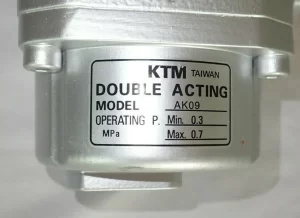 KTM TAIWAN
DOUBLE ACTING
MODEL AK09
OPERATING P. Min. 0.3
MPa Max. 0.7